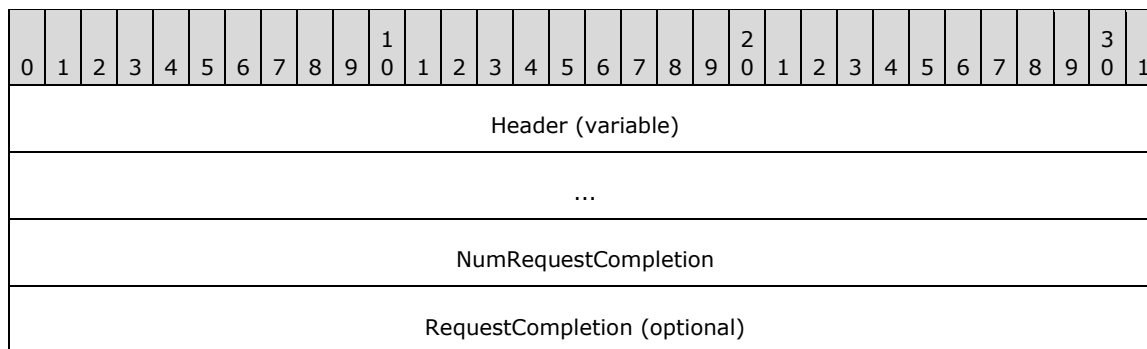 0 1 2 3 4 5 6 7 8 9 1 0 1 2 3 4 5 6 7 8 9 2 0 1 2 3 4 5 6 7 8 9 3 0 1
Header (variable)
...
NumRequestCompletion
RequestCompletion (optional)